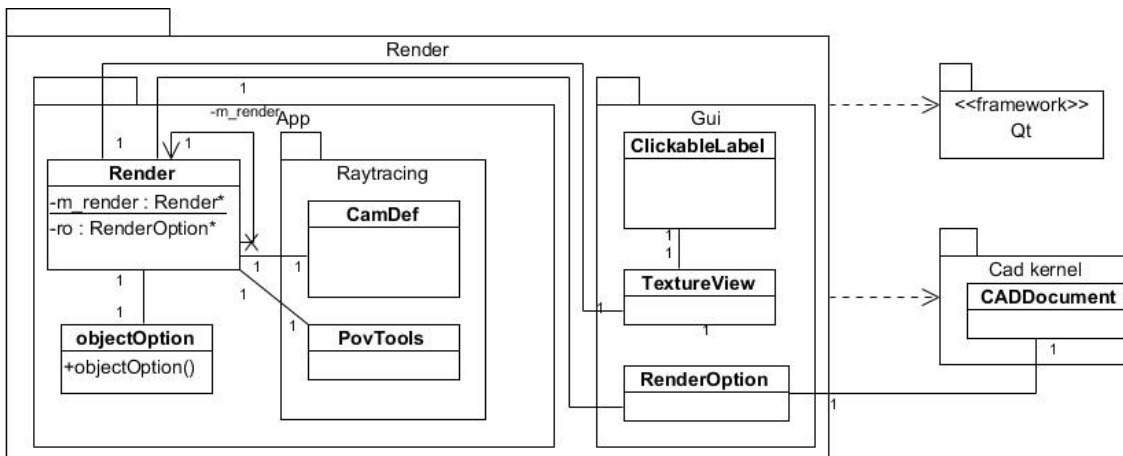 Render
1
-m_render
App
Gui
<<framework>>
Qt
1
1
ClickableLabel
Render
Raytracing
-m_render : Render*
-ro : RenderOption*
CamDef
1
1
1
1
Cad kernel
TextureView
CADDocument
1
1
1
1
1
1
1
objectOption
PovTools
1
+objectOption()
RenderOption
1